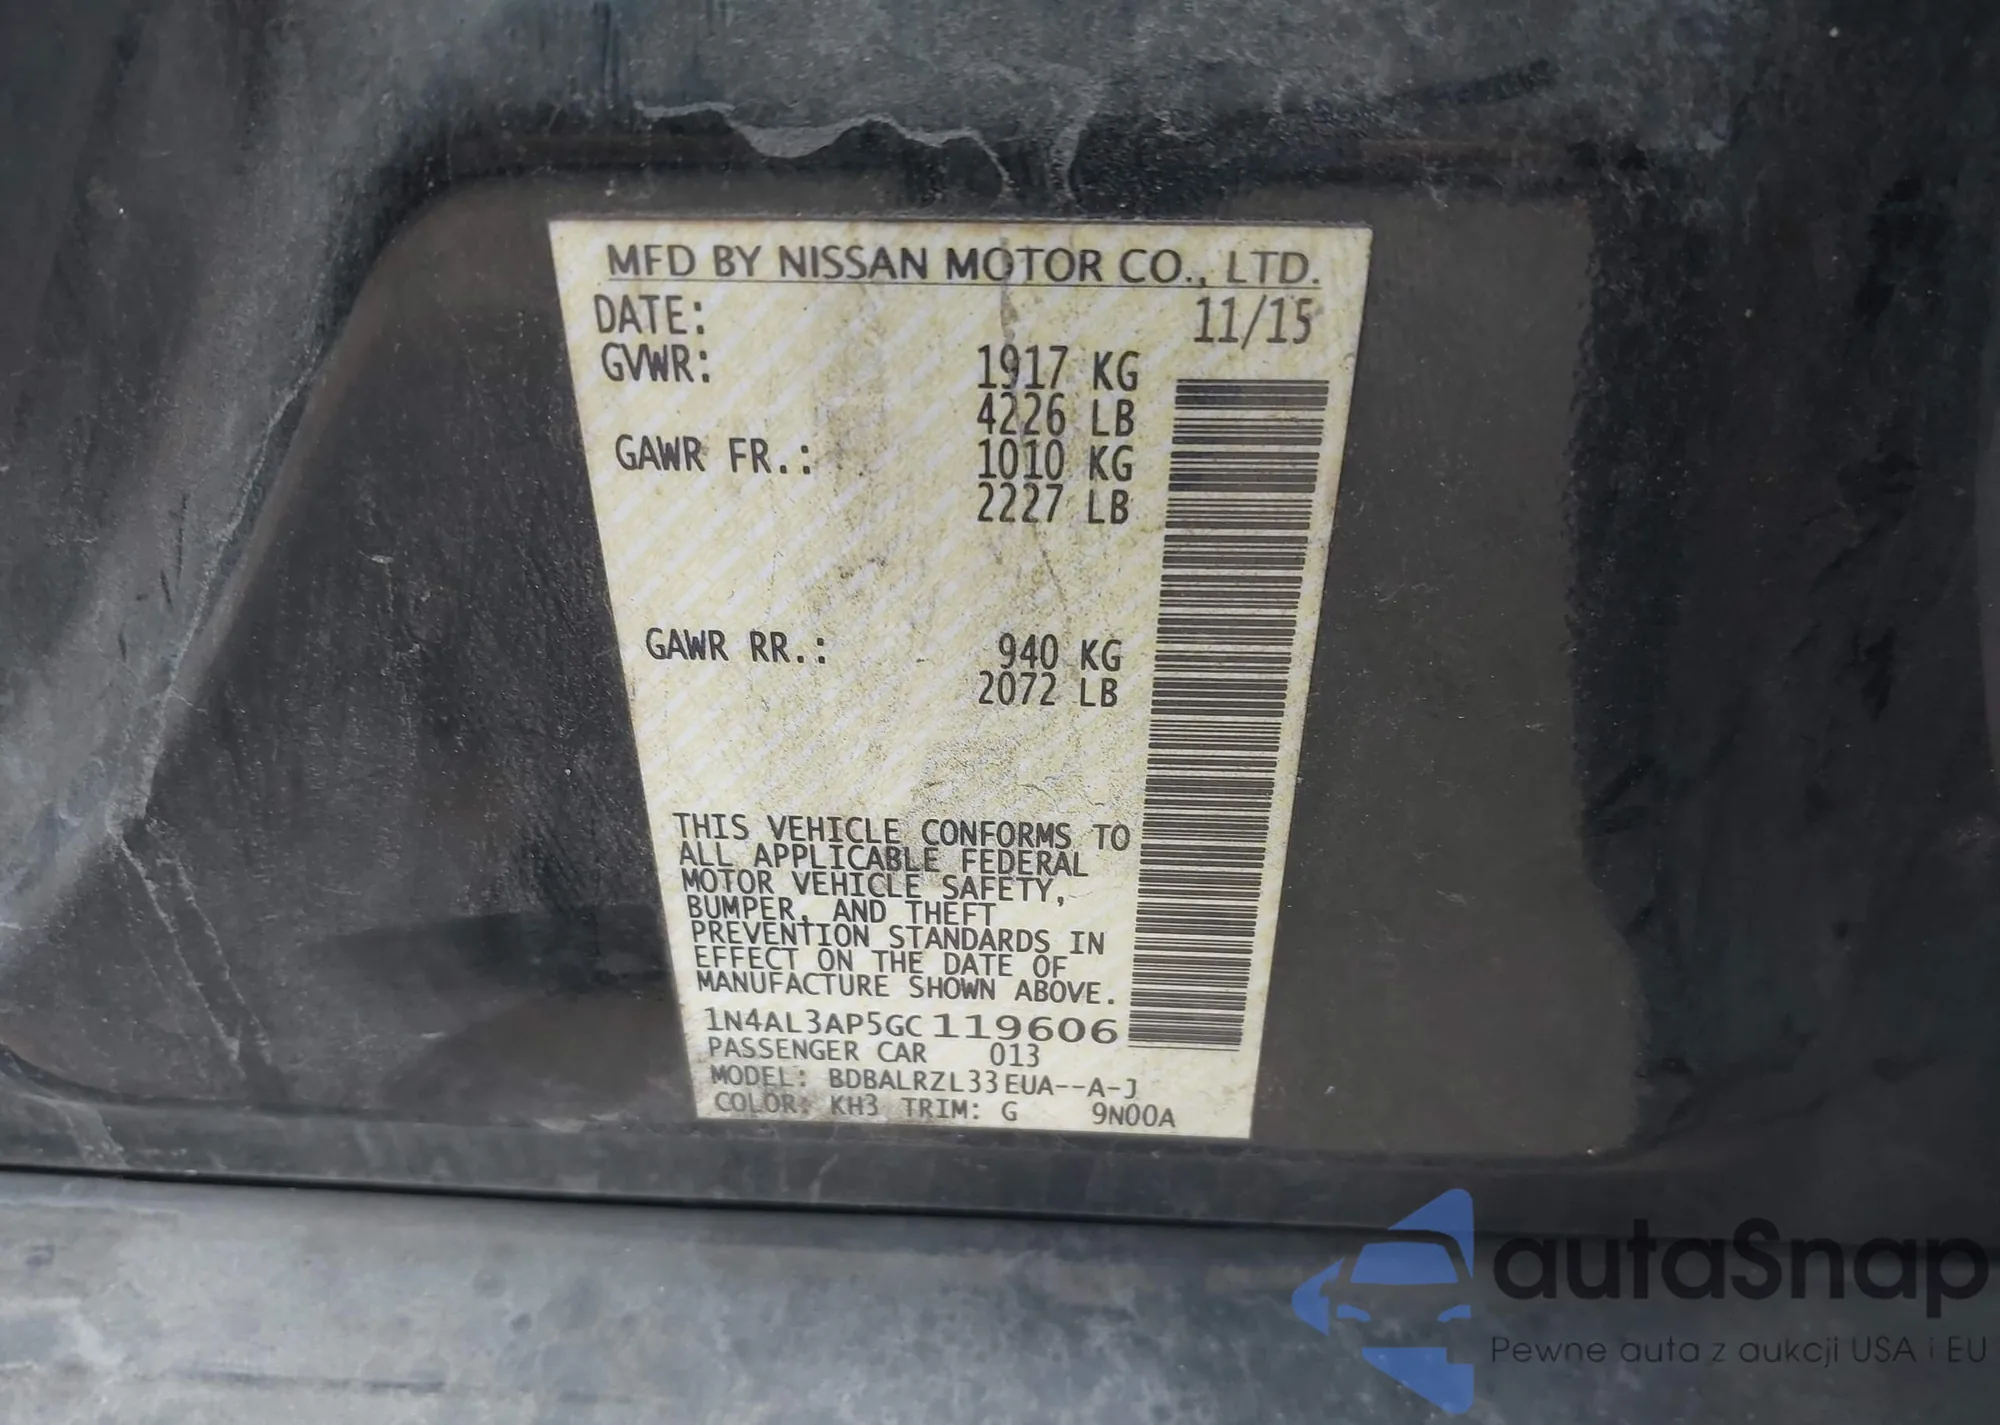 MFD BY NISSAN MOTOR CO., LTD.
DATE: 11/15
GVWR: 1917 KG
4226 LB
GAWR FR.: 1010 KG
2227 LB
GAWR RR.: 940 KG
2072 LB
THIS VEHICLE CONFORMS TO
ALL APPLICABLE FEDERAL
MOTOR VEHICLE SAFETY,
BUMPER, AND THEFT
PREVENTION STANDARDS IN
EFFECT ON THE DATE OF
MANUFACTURE SHOWN ABOVE.
1N4AL3AP5GC119606
PASSENGER CAR 013
MODEL: BDBALRZL33EUA--A-J
COLOR: KH3 TRIM: G 9N00A
autaSnap
Pewne auta z aukcji USA i EU